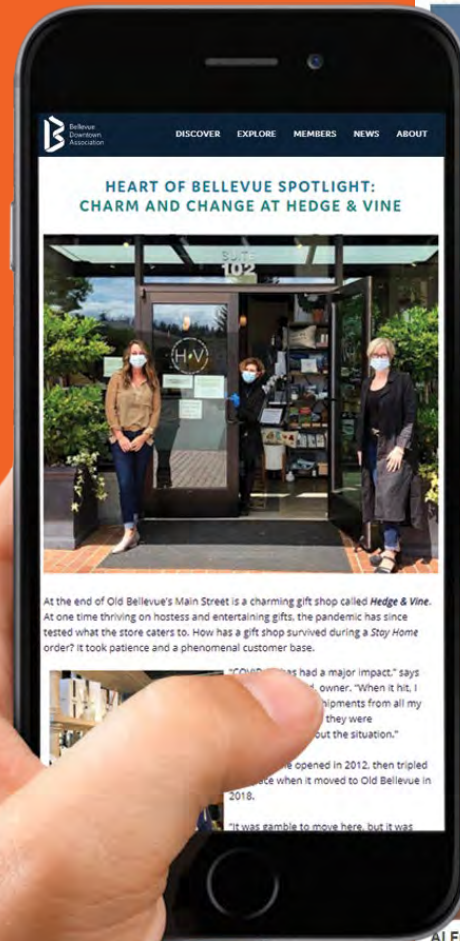 Bellevue
Downtown
Association
DISCOVER EXPLORE MEMBERS NEWS ABOUT
HEART OF BELLEVUE SPOTLIGHT:
CHARM AND CHANGE AT HEDGE & VINE
SUITE
102
H·V
At the end of Old Bellevue's Main Street is a charming gift shop called Hedge & Vine.
At one time thriving on hostess and entertaining gifts, the pandemic has since
tested what the store caters to. How has a gift shop survived during a Stay Home
order? It took patience and a phenomenal customer base.
has had a major impact." says
owner. "When it hit, I
shipments from all my
they were
out the situation."
opened in 2012, then tripled
when it moved to Old Bellevue in
2018.
"It was gamble to move here, but it was